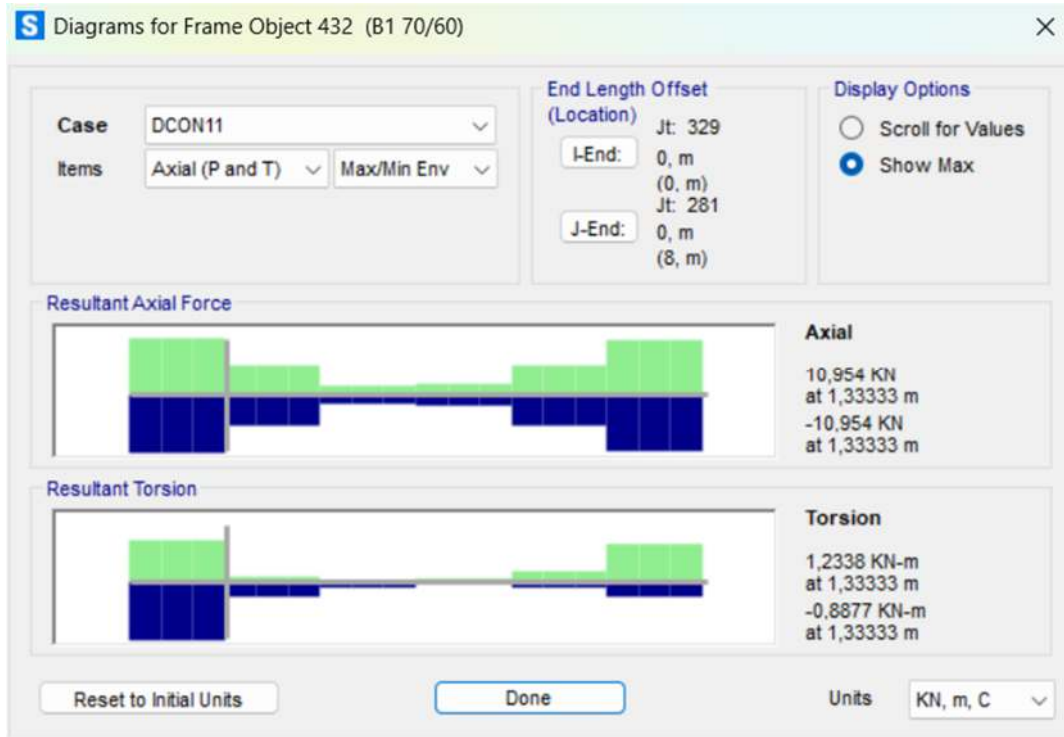 S Diagrams for Frame Object 432 (B1 70/60)
Case DCON11
Items Axial (P and T) Max/Min Env
End Length Offset
(Location)
Jt: 329
I-End: 0, m
(0, m)
Jt: 281
J-End: 0, m
(8, m)
Display Options
Scroll for Values
Show Max
Resultant Axial Force
Axial
10,954 KN
at 1,33333 m
-10,954 KN
at 1,33333 m
Resultant Torsion
Torsion
1,2338 KN-m
at 1,33333 m
-0,8877 KN-m
at 1,33333 m
Reset to Initial Units Done Units KN, m, C